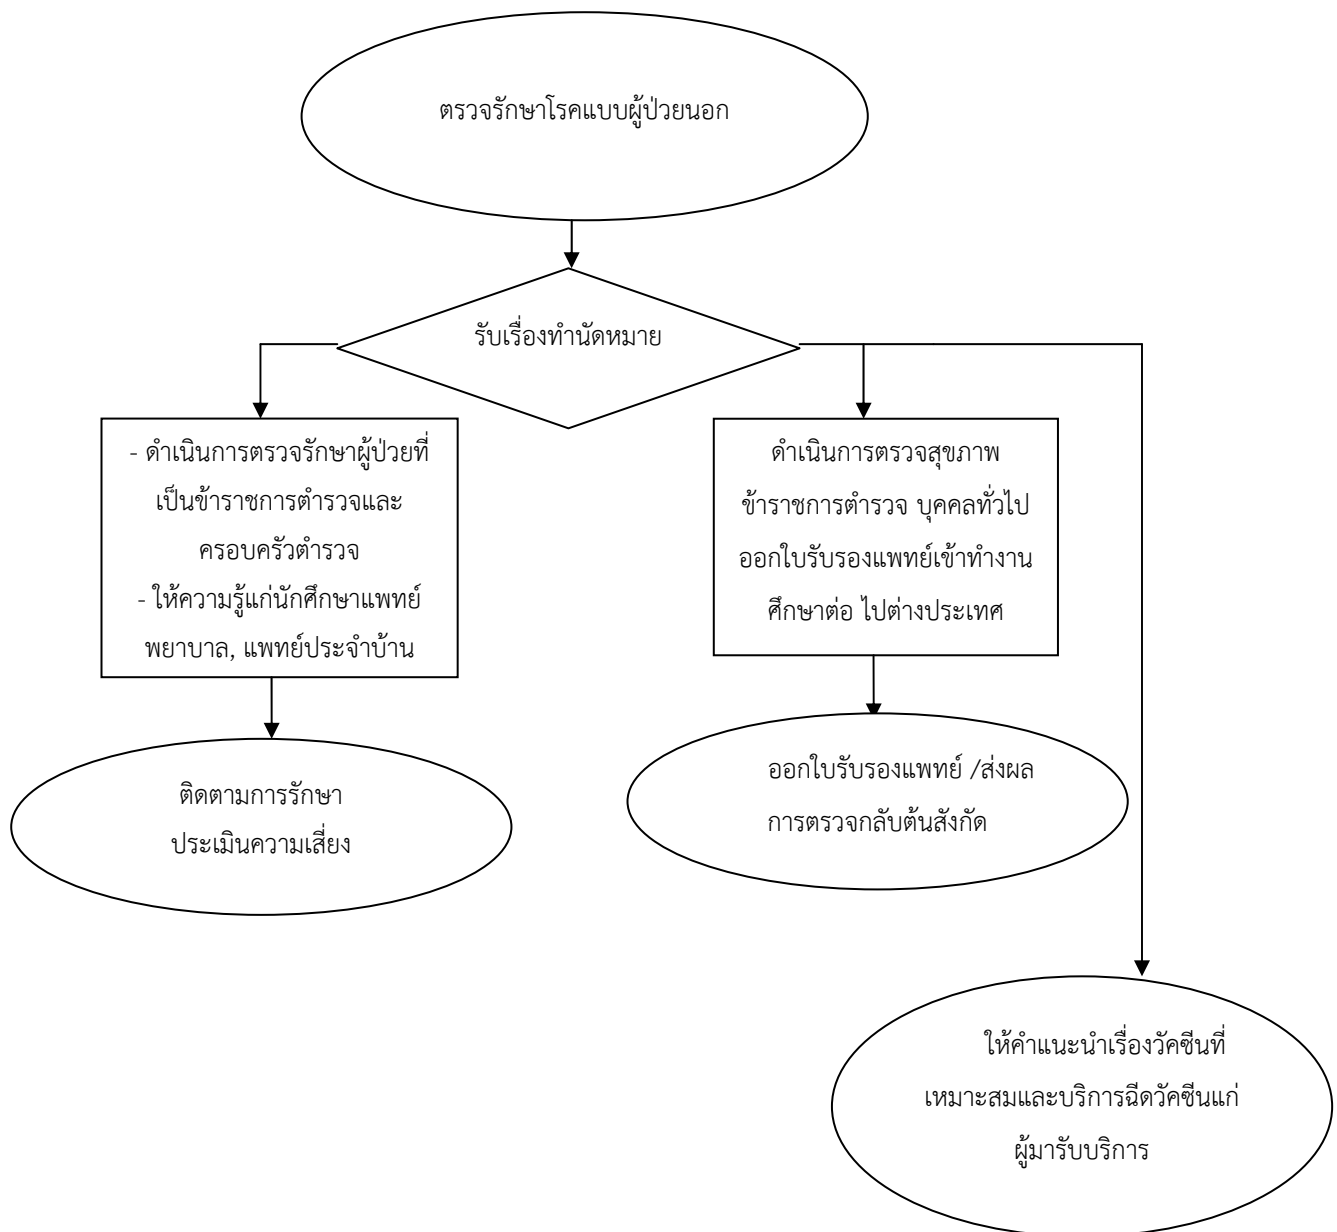 ตรวจรักษาโรคแบบผู้ป่วยนอก
รับเรื่องทำนัดหมาย
- ดำเนินการตรวจรักษาผู้ป่วยที่
เป็นข้าราชการตำรวจและ
ครอบครัวตำรวจ
- ให้ความรู้แก่นักศึกษาแพทย์
พยาบาล, แพทย์ประจำบ้าน
ดำเนินการตรวจสุขภาพ
ข้าราชการตำรวจ บุคคลทั่วไป
ออกใบรับรองแพทย์เข้าทำงาน
ศึกษาต่อ ไปต่างประเทศ
ติดตามการรักษา
ประเมินความเสี่ยง
ออกใบรับรองแพทย์ /ส่งผล
การตรวจกลับต้นสังกัด
ให้คำแนะนำเรื่องวัคซีนที่
เหมาะสมและบริการฉีดวัคซีนแก่
ผู้มารับบริการ